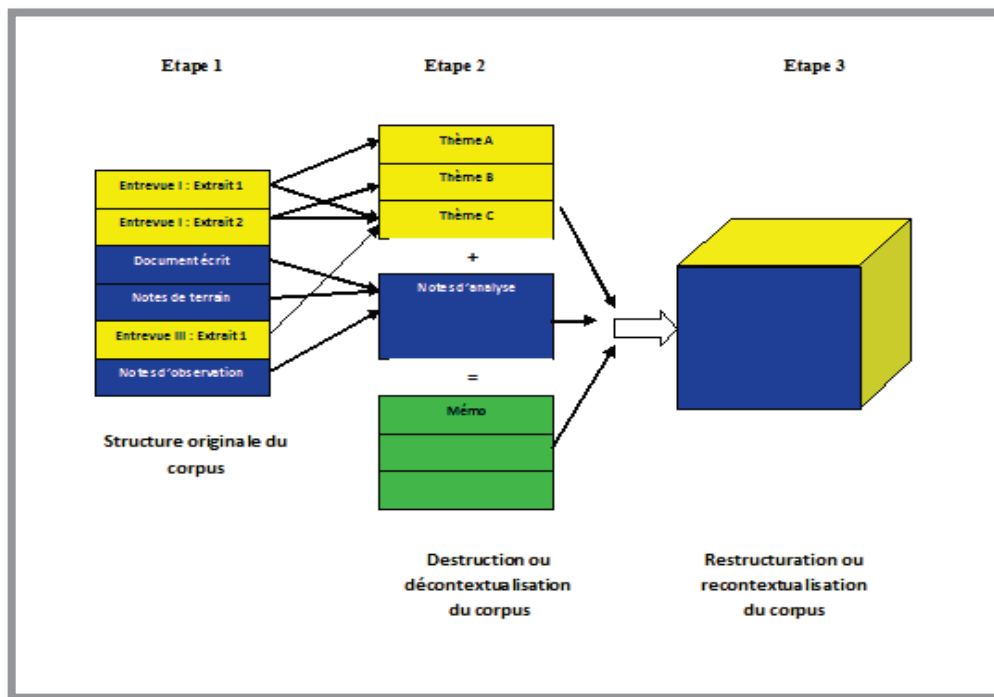 Etape 1
Etape 2
Etape 3
Entrevue I : Extrait 1
Entrevue I : Extrait 2
Document écrit
Notes de terrain
Entrevue III : Extrait 1
Notes d'observation
Structure originale du
corpus
Thème A
Thème B
Thème C
+
Notes d'analyse
=
Mémo
Destruction ou
décontextualisation
du corpus
Restructuration ou
recontextualisation
du corpus